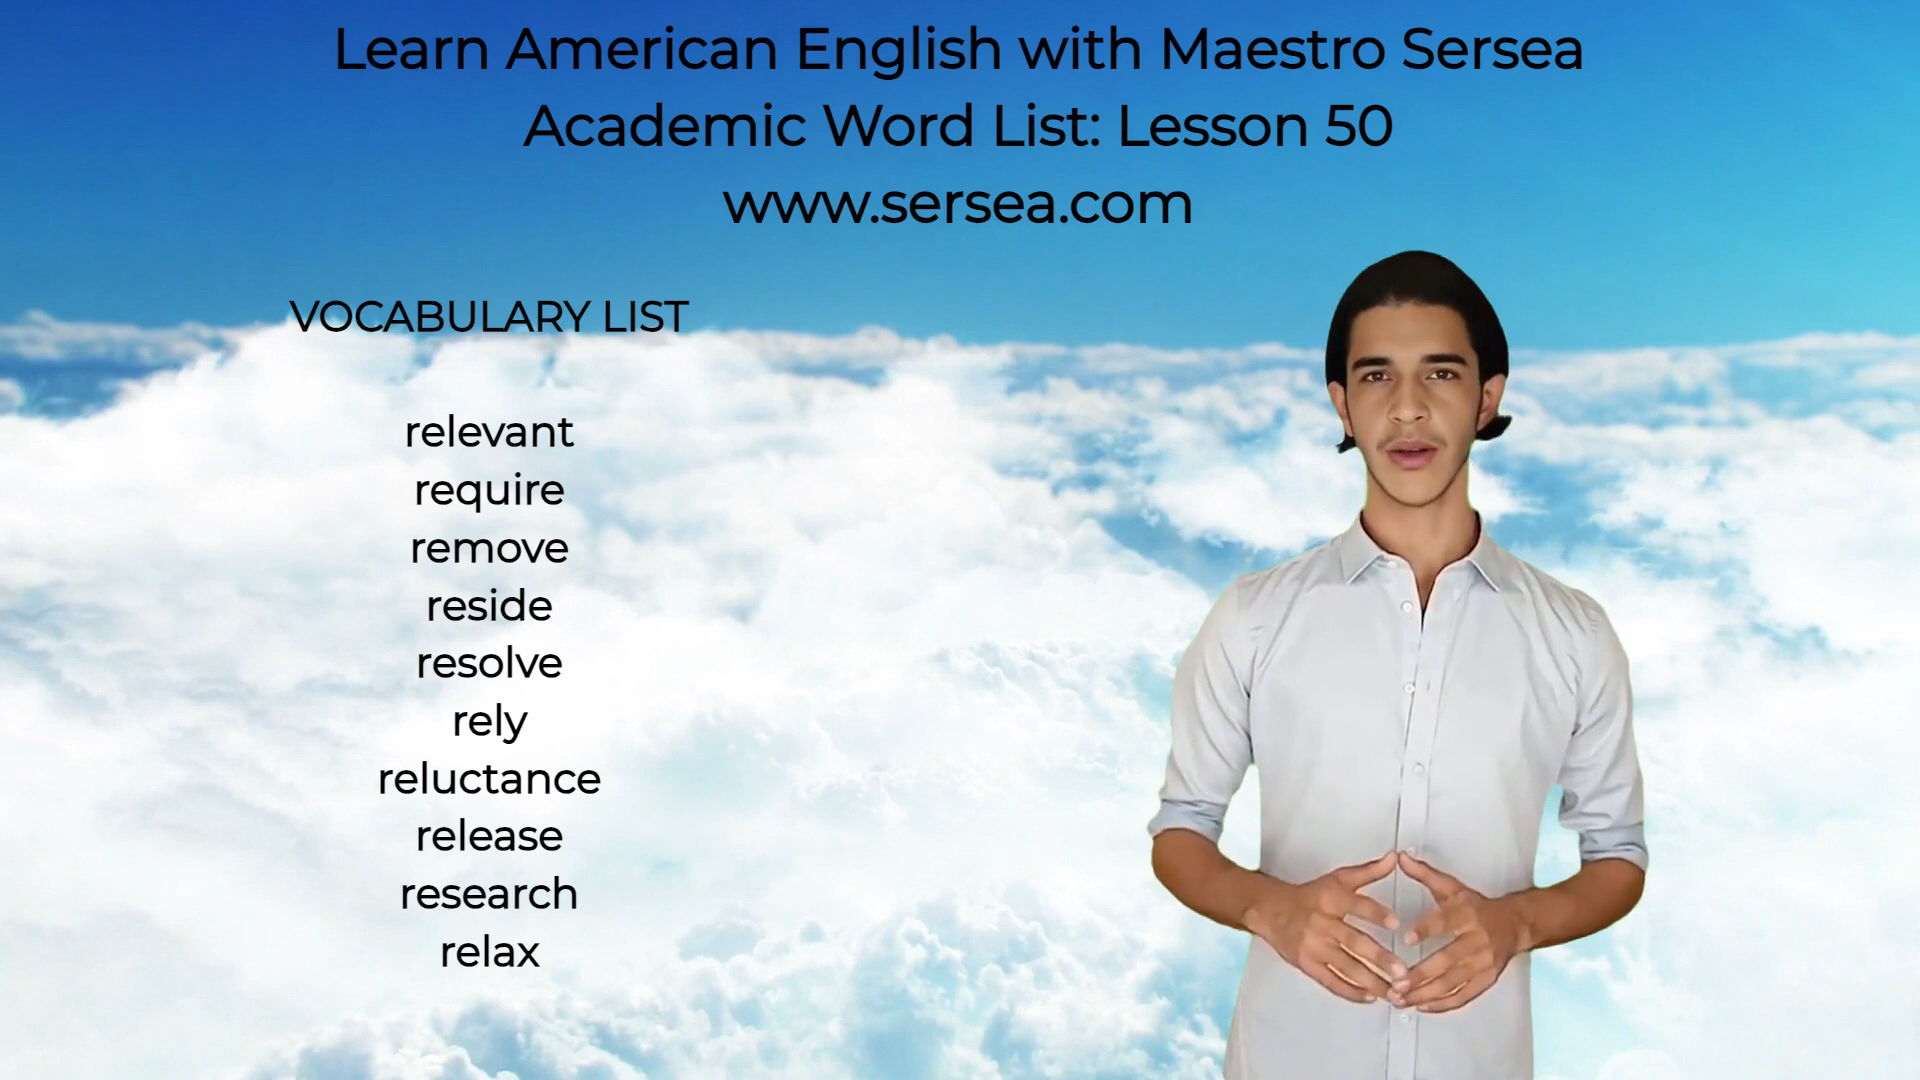 Learn American English with Maestro Sersea
Academic Word List: Lesson 50
www.sersea.com
VOCABULARY LIST
relevant
require
remove
reside
resolve
rely
reluctance
release
research
relax